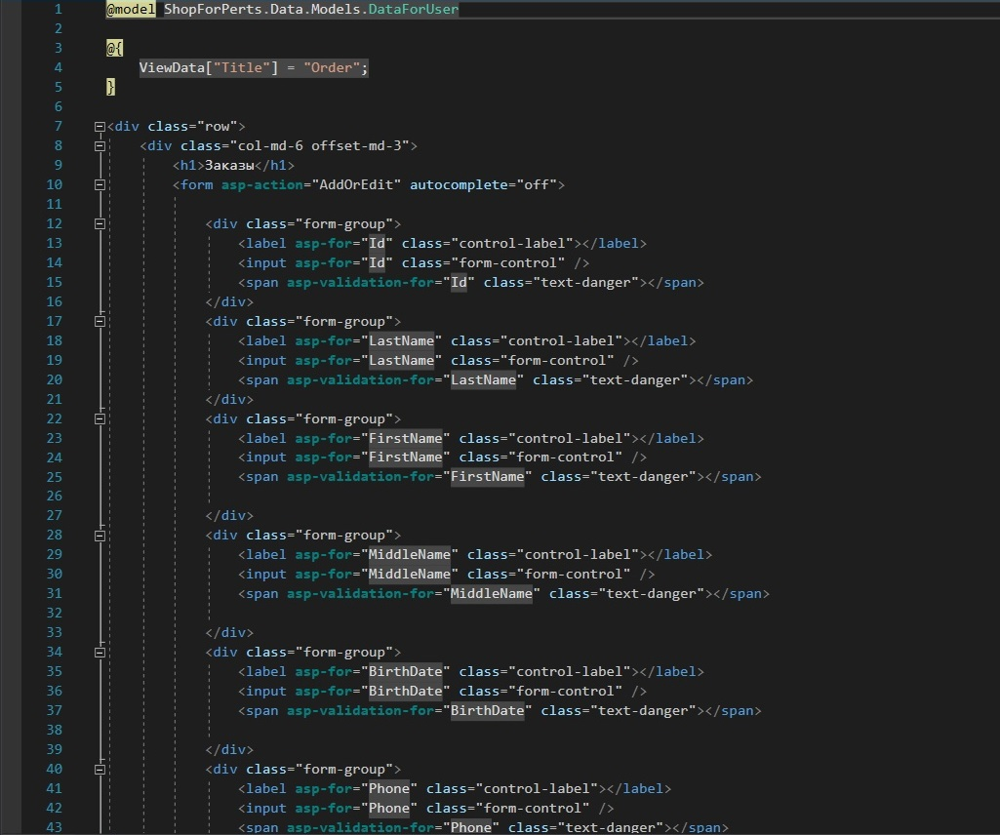 1 @model ShopForPerts.Data.Models.DataForUser
2
3 @{
4 ViewData["Title"] = "Order";
5 }
6
7 <div class="row">
8 <div class="col-md-6 offset-md-3">
9 <h1>Заказы</h1>
10 <form asp-action="AddOrEdit" autocomplete="off">
11
12 <div class="form-group">
13 <label asp-for="Id" class="control-label"></label>
14 <input asp-for="Id" class="form-control" />
15 <span asp-validation-for="Id" class="text-danger"></span>
16 </div>
17 <div class="form-group">
18 <label asp-for="LastName" class="control-label"></label>
19 <input asp-for="LastName" class="form-control" />
20 <span asp-validation-for="LastName" class="text-danger"></span>
21 </div>
22 <div class="form-group">
23 <label asp-for="FirstName" class="control-label"></label>
24 <input asp-for="FirstName" class="form-control" />
25 <span asp-validation-for="FirstName" class="text-danger"></span>
26
27 </div>
28 <div class="form-group">
29 <label asp-for="MiddleName" class="control-label"></label>
30 <input asp-for="MiddleName" class="form-control" />
31 <span asp-validation-for="MiddleName" class="text-danger"></span>
32
33 </div>
34 <div class="form-group">
35 <label asp-for="BirthDate" class="control-label"></label>
36 <input asp-for="BirthDate" class="form-control" />
37 <span asp-validation-for="BirthDate" class="text-danger"></span>
38
39 </div>
40 <div class="form-group">
41 <label asp-for="Phone" class="control-label"></label>
42 <input asp-for="Phone" class="form-control" />
43 <span asp-validation-for="Phone" class="text-danger"></span>